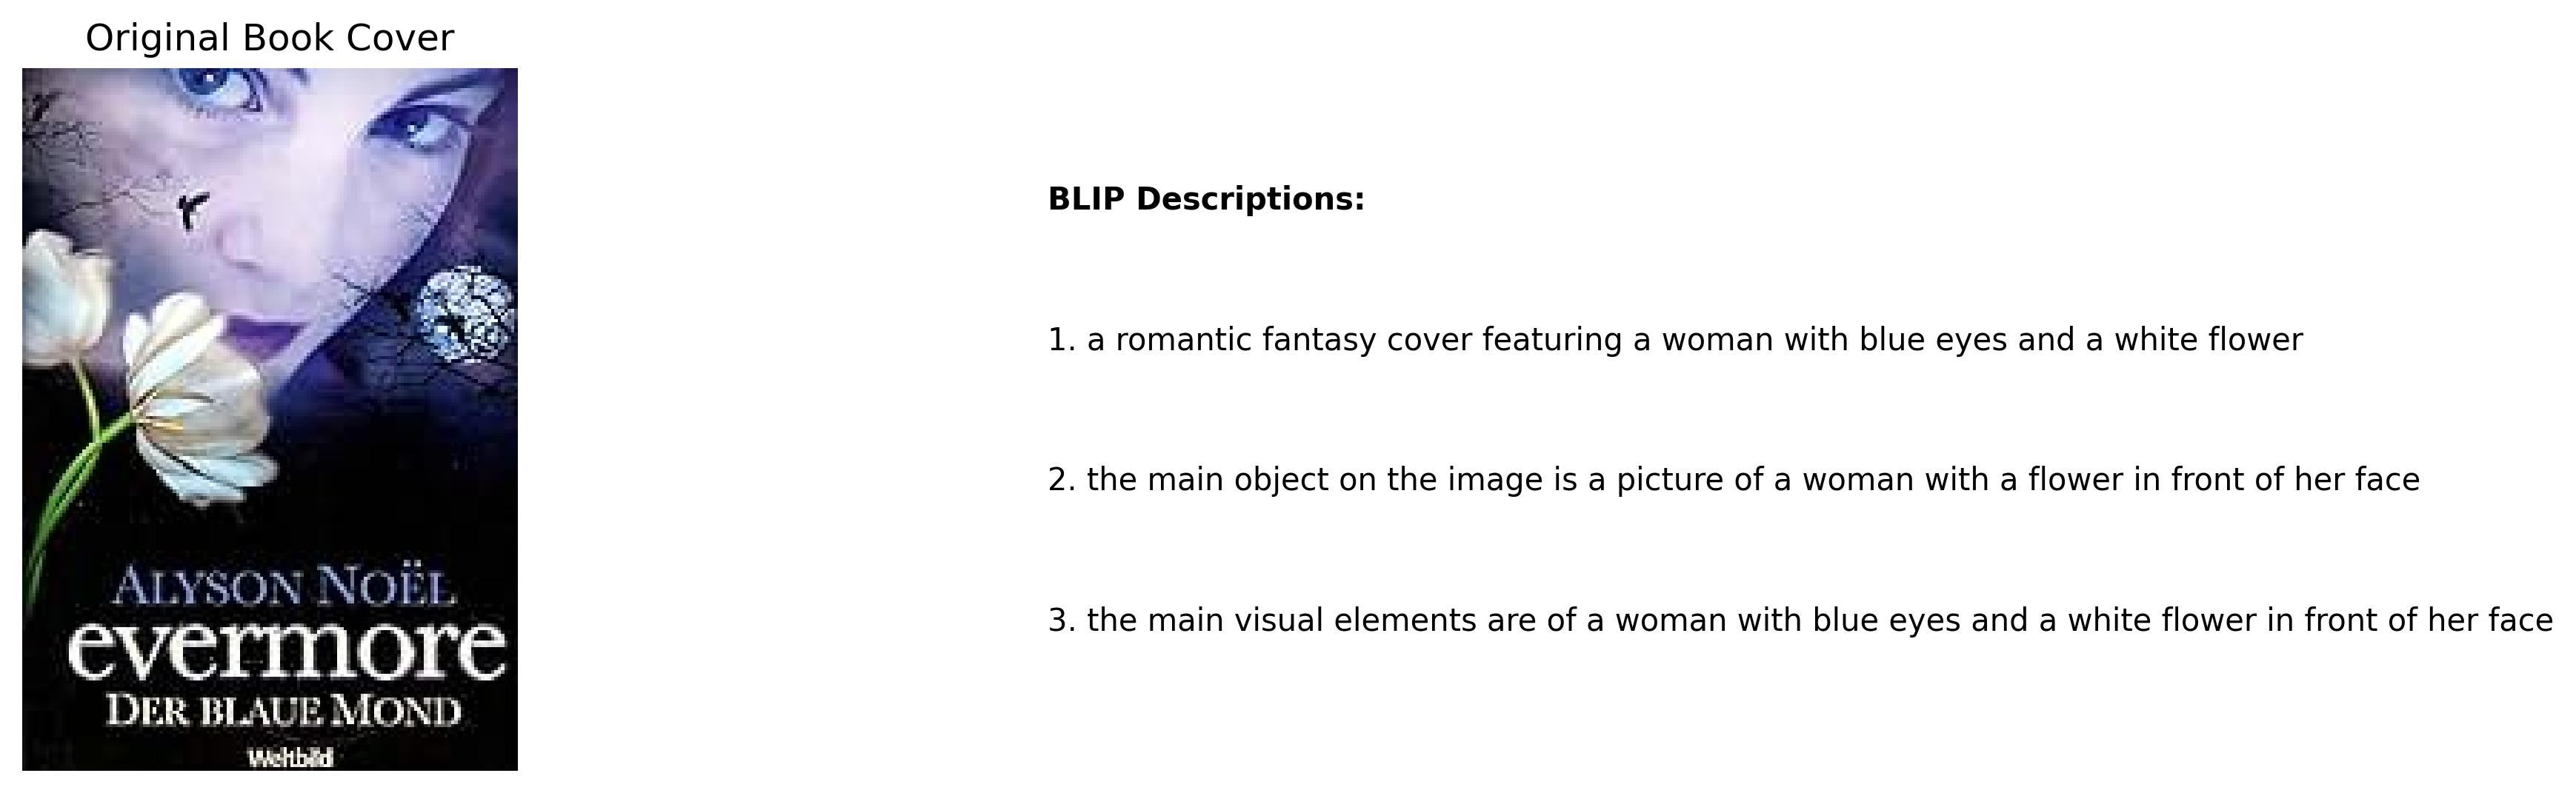 Original Book Cover
ALYSON NOËL
evermore
DER BLAUE MOND
Weltbild
BLIP Descriptions:
1. a romantic fantasy cover featuring a woman with blue eyes and a white flower
2. the main object on the image is a picture of a woman with a flower in front of her face
3. the main visual elements are of a woman with blue eyes and a white flower in front of her face